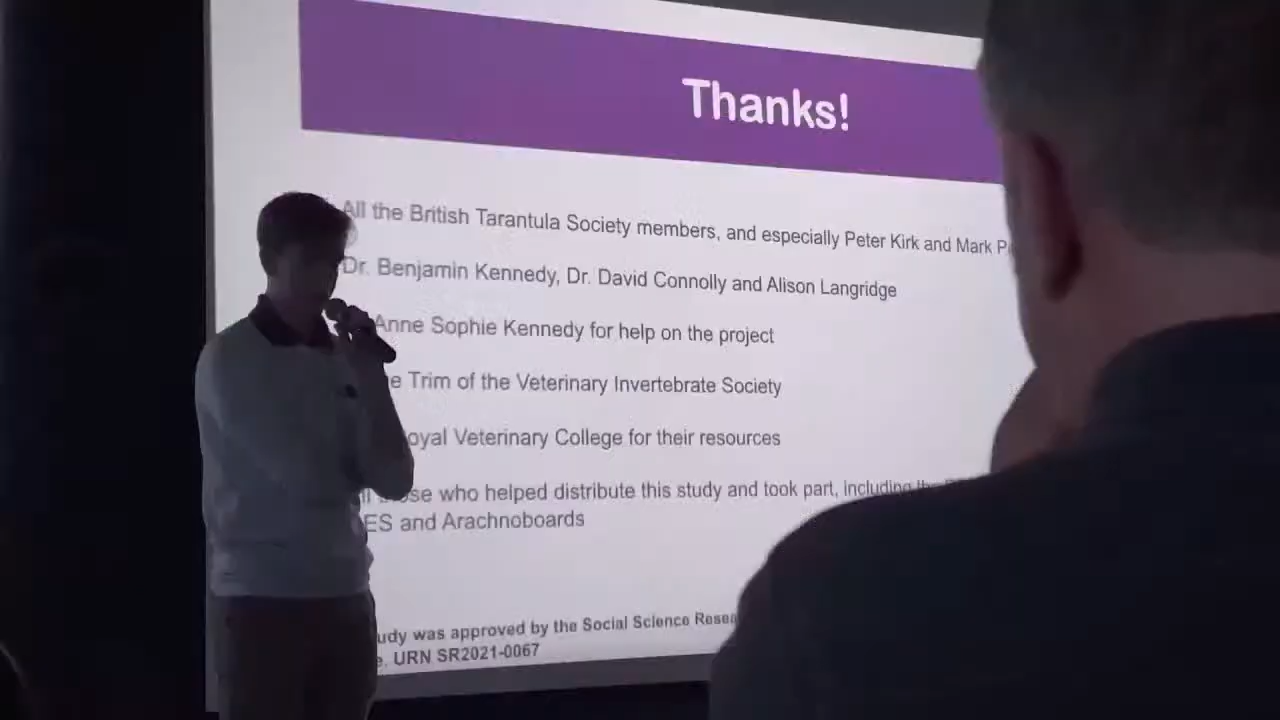 Thanks!
All the British Tarantula Society members, and especially Peter Kirk and Mark
Dr. Benjamin Kennedy, Dr. David Connolly and Alison Langridge
Anne Sophie Kennedy for help on the project
Trim of the Veterinary Invertebrate Society
Veterinary College for their resources
who helped distribute this study and took part, including
and Arachnoboards
was approved by the Social Science
URN SR2021-0067